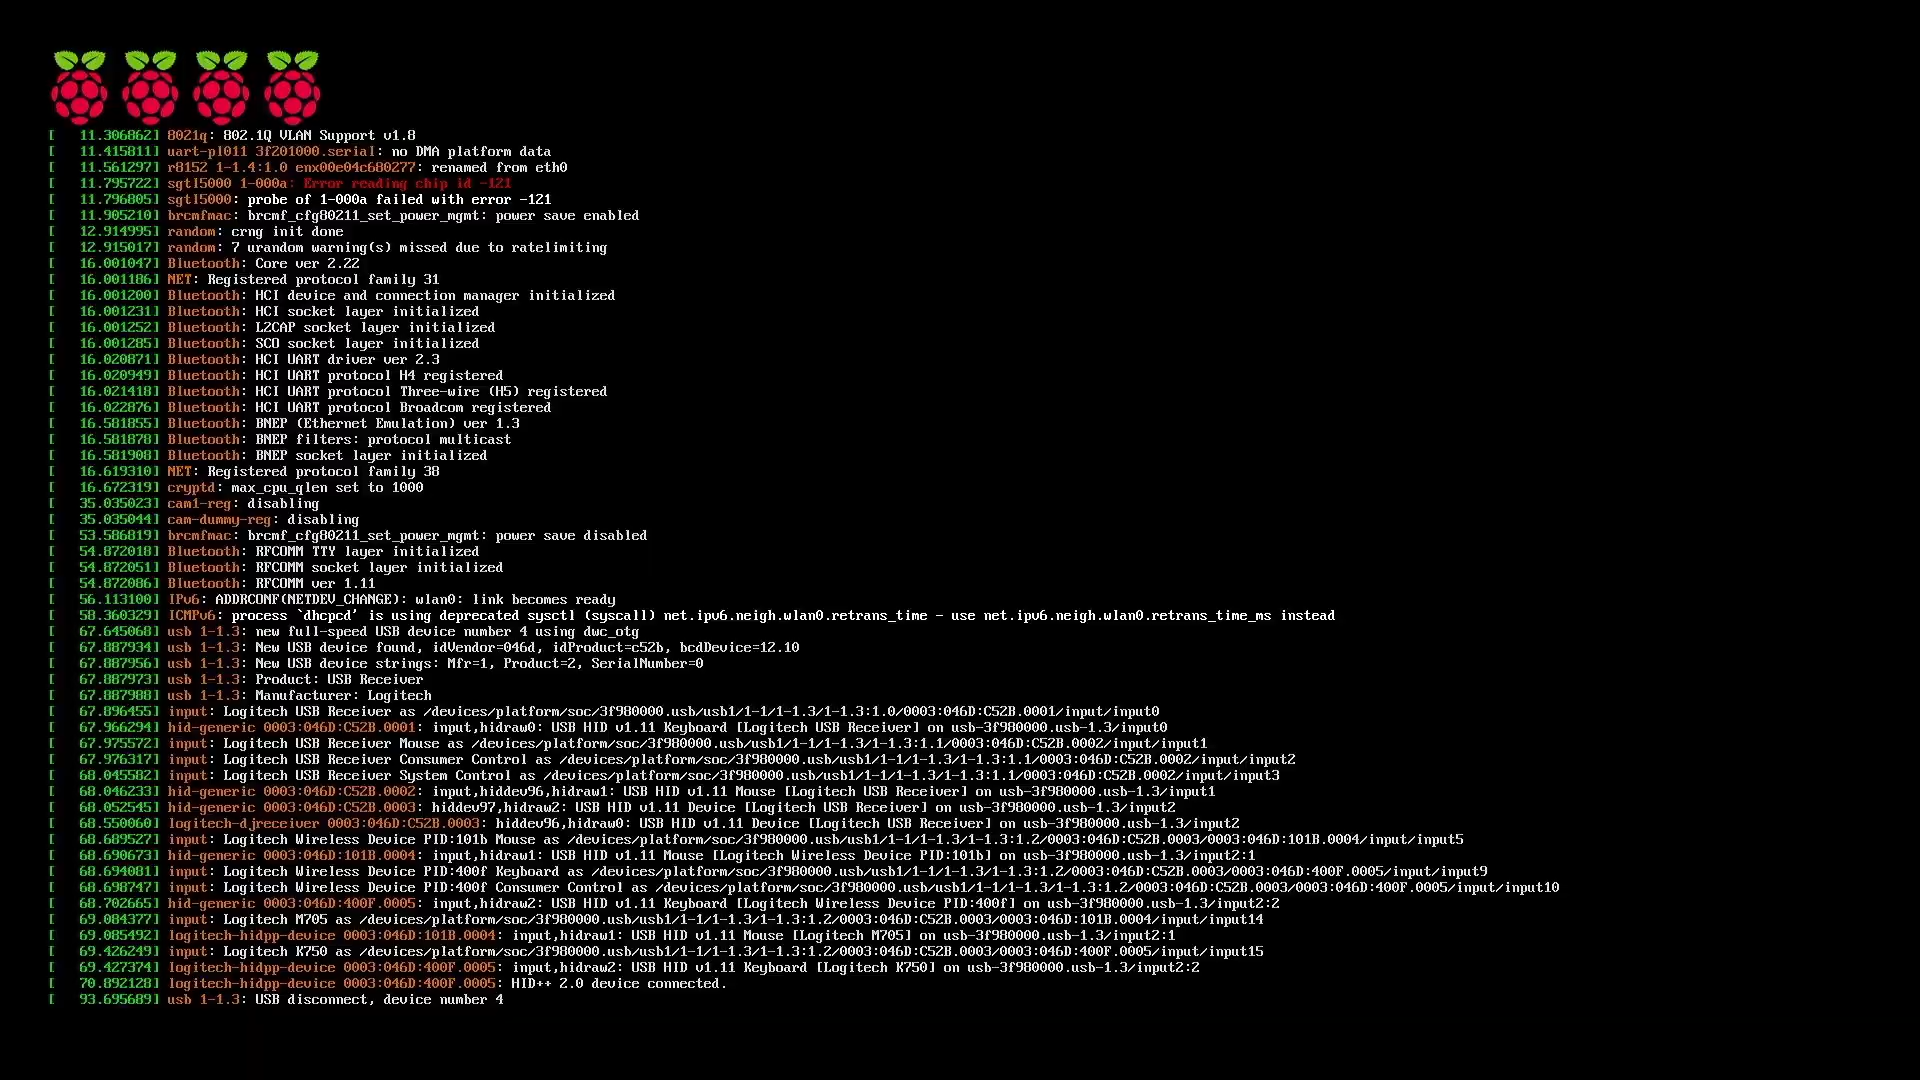 [   11.306862] 8021q: 802.1Q VLAN Support v1.8
[   11.415811] uart-pl011 3f201000.serial: no DMA platform data
[   11.561297] r8152 1-1.4:1.0 enx00e04c680277: renamed from eth0
[   11.795722] sgtl5000 1-000a: Error reading chip id -121
[   11.796805] sgtl5000: probe of 1-000a failed with error -121
[   11.905210] brcmfmac: brcmf_cfg80211_set_power_mgmt: power save enabled
[   12.914995] random: crng init done
[   12.915017] random: 7 urandom warning(s) missed due to ratelimiting
[   16.001047] Bluetooth: Core ver 2.22
[   16.001186] NET: Registered protocol family 31
[   16.001200] Bluetooth: HCI device and connection manager initialized
[   16.001231] Bluetooth: HCI socket layer initialized
[   16.001252] Bluetooth: L2CAP socket layer initialized
[   16.001285] Bluetooth: SCO socket layer initialized
[   16.020871] Bluetooth: HCI UART driver ver 2.3
[   16.020949] Bluetooth: HCI UART protocol H4 registered
[   16.021418] Bluetooth: HCI UART protocol Three-wire (H5) registered
[   16.022876] Bluetooth: HCI UART protocol Broadcom registered
[   16.581855] Bluetooth: BNEP (Ethernet Emulation) ver 1.3
[   16.581878] Bluetooth: BNEP filters: protocol multicast
[   16.581908] Bluetooth: BNEP socket layer initialized
[   16.619310] NET: Registered protocol family 38
[   16.672319] cryptd: max_cpu_qlen set to 1000
[   35.035023] cam1-reg: disabling
[   35.035044] cam-dummy-reg: disabling
[   53.586819] brcmfmac: brcmf_cfg80211_set_power_mgmt: power save disabled
[   54.872018] Bluetooth: RFCOMM TTY layer initialized
[   54.872051] Bluetooth: RFCOMM socket layer initialized
[   54.872086] Bluetooth: RFCOMM ver 1.11
[   56.113100] IPv6: ADDRCONF(NETDEV_CHANGE): wlan0: link becomes ready
[   58.360329] ICMPv6: process `dhcpcd' is using deprecated sysctl (syscall) net.ipv6.neigh.wlan0.retrans_time - use net.ipv6.neigh.wlan0.retrans_time_ms instead
[   67.645068] usb 1-1.3: new full-speed USB device number 4 using dwc_otg
[   67.887934] usb 1-1.3: New USB device found, idVendor=046d, idProduct=c52b, bcdDevice=12.10
[   67.887956] usb 1-1.3: New USB device strings: Mfr=1, Product=2, SerialNumber=0
[   67.887973] usb 1-1.3: Product: USB Receiver
[   67.887988] usb 1-1.3: Manufacturer: Logitech
[   67.896455] input: Logitech USB Receiver as /devices/platform/soc/3f980000.usb/usb1/1-1/1-1.3/1-1.3:1.0/0003:046D:C52B.0001/input/input0
[   67.966294] hid-generic 0003:046D:C52B.0001: input,hidraw0: USB HID v1.11 Keyboard [Logitech USB Receiver] on usb-3f980000.usb-1.3/input0
[   67.975572] input: Logitech USB Receiver Mouse as /devices/platform/soc/3f980000.usb/usb1/1-1/1-1.3/1-1.3:1.1/0003:046D:C52B.0002/input/input1
[   67.976317] input: Logitech USB Receiver Consumer Control as /devices/platform/soc/3f980000.usb/usb1/1-1/1-1.3/1-1.3:1.1/0003:046D:C52B.0002/input/input2
[   68.045582] input: Logitech USB Receiver System Control as /devices/platform/soc/3f980000.usb/usb1/1-1/1-1.3/1-1.3:1.1/0003:046D:C52B.0002/input/input3
[   68.046233] hid-generic 0003:046D:C52B.0002: input,hiddev96,hidraw1: USB HID v1.11 Mouse [Logitech USB Receiver] on usb-3f980000.usb-1.3/input1
[   68.052545] hid-generic 0003:046D:C52B.0003: hiddev97,hidraw2: USB HID v1.11 Device [Logitech USB Receiver] on usb-3f980000.usb-1.3/input2
[   68.550060] logitech-djreceiver 0003:046D:C52B.0003: hiddev96,hidraw0: USB HID v1.11 Device [Logitech USB Receiver] on usb-3f980000.usb-1.3/input2
[   68.689527] input: Logitech Wireless Device PID:101b Mouse as /devices/platform/soc/3f980000.usb/usb1/1-1/1-1.3/1-1.3:1.2/0003:046D:C52B.0003/0003:046D:101B.0004/input/input5
[   68.690673] hid-generic 0003:046D:101B.0004: input,hidraw1: USB HID v1.11 Mouse [Logitech Wireless Device PID:101b] on usb-3f980000.usb-1.3/input2:1
[   68.694081] input: Logitech Wireless Device PID:400f Keyboard as /devices/platform/soc/3f980000.usb/usb1/1-1/1-1.3/1-1.3:1.2/0003:046D:C52B.0003/0003:046D:400F.0005/input/input9
[   68.698747] input: Logitech Wireless Device PID:400f Consumer Control as /devices/platform/soc/3f980000.usb/usb1/1-1/1-1.3/1-1.3:1.2/0003:046D:C52B.0003/0003:046D:400F.0005/input/input10
[   68.702665] hid-generic 0003:046D:400F.0005: input,hidraw2: USB HID v1.11 Keyboard [Logitech Wireless Device PID:400f] on usb-3f980000.usb-1.3/input2:2
[   69.084377] input: Logitech M705 as /devices/platform/soc/3f980000.usb/usb1/1-1/1-1.3/1-1.3:1.2/0003:046D:C52B.0003/0003:046D:101B.0004/input/input14
[   69.085492] logitech-hidpp-device 0003:046D:101B.0004: input,hidraw1: USB HID v1.11 Mouse [Logitech M705] on usb-3f980000.usb-1.3/input2:1
[   69.426249] input: Logitech K750 as /devices/platform/soc/3f980000.usb/usb1/1-1/1-1.3/1-1.3:1.2/0003:046D:C52B.0003/0003:046D:400F.0005/input/input15
[   69.427374] logitech-hidpp-device 0003:046D:400F.0005: input,hidraw2: USB HID v1.11 Keyboard [Logitech K750] on usb-3f980000.usb-1.3/input2:2
[   70.892128] logitech-hidpp-device 0003:046D:400F.0005: HID++ 2.0 device connected.
[   93.695689] usb 1-1.3: USB disconnect, device number 4